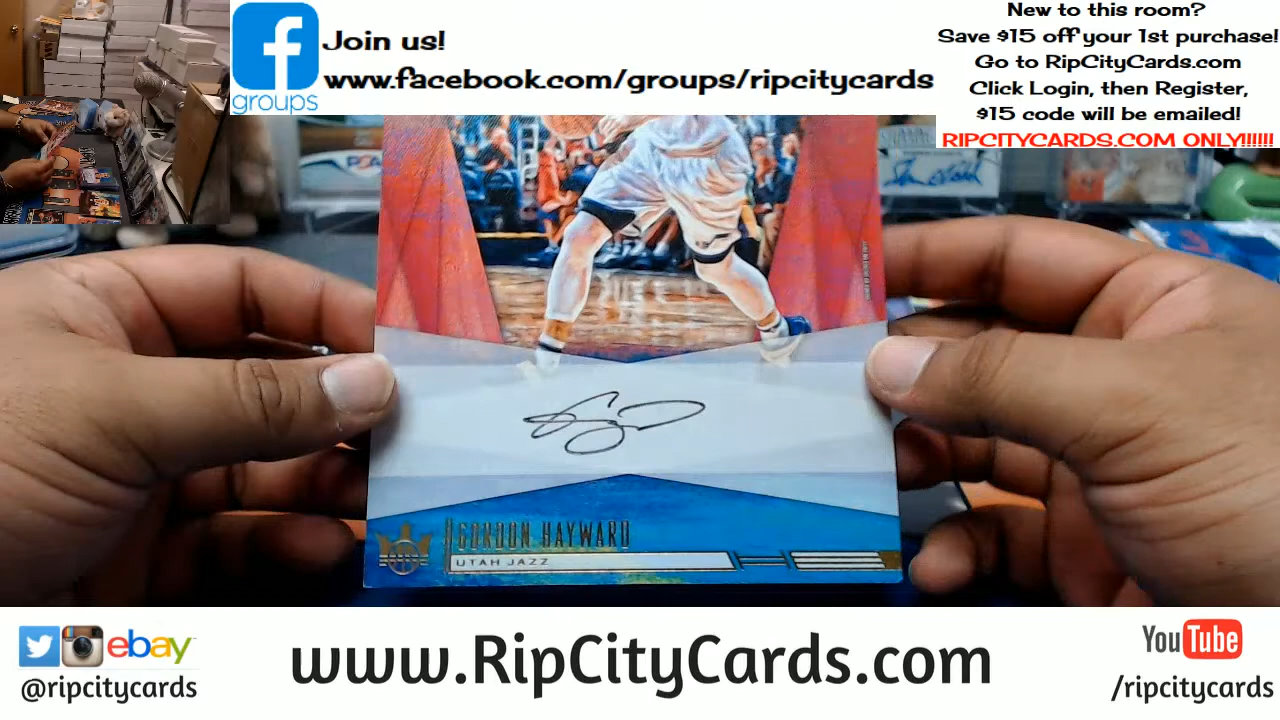 Join us!
www.facebook.com/groups/ripcitycards
groups
New to this room?
Save $15 off your 1st purchase!
Go to RipCityCards.com
Click Login, then Register,
$15 code will be emailed!
RIPCITYCARDS.COM ONLY!!!!!!
GORDON HAYWARD
UTAH JAZZ
ebay
@ripcitycards
www.RipCityCards.com
YouTube
/ripcitycards